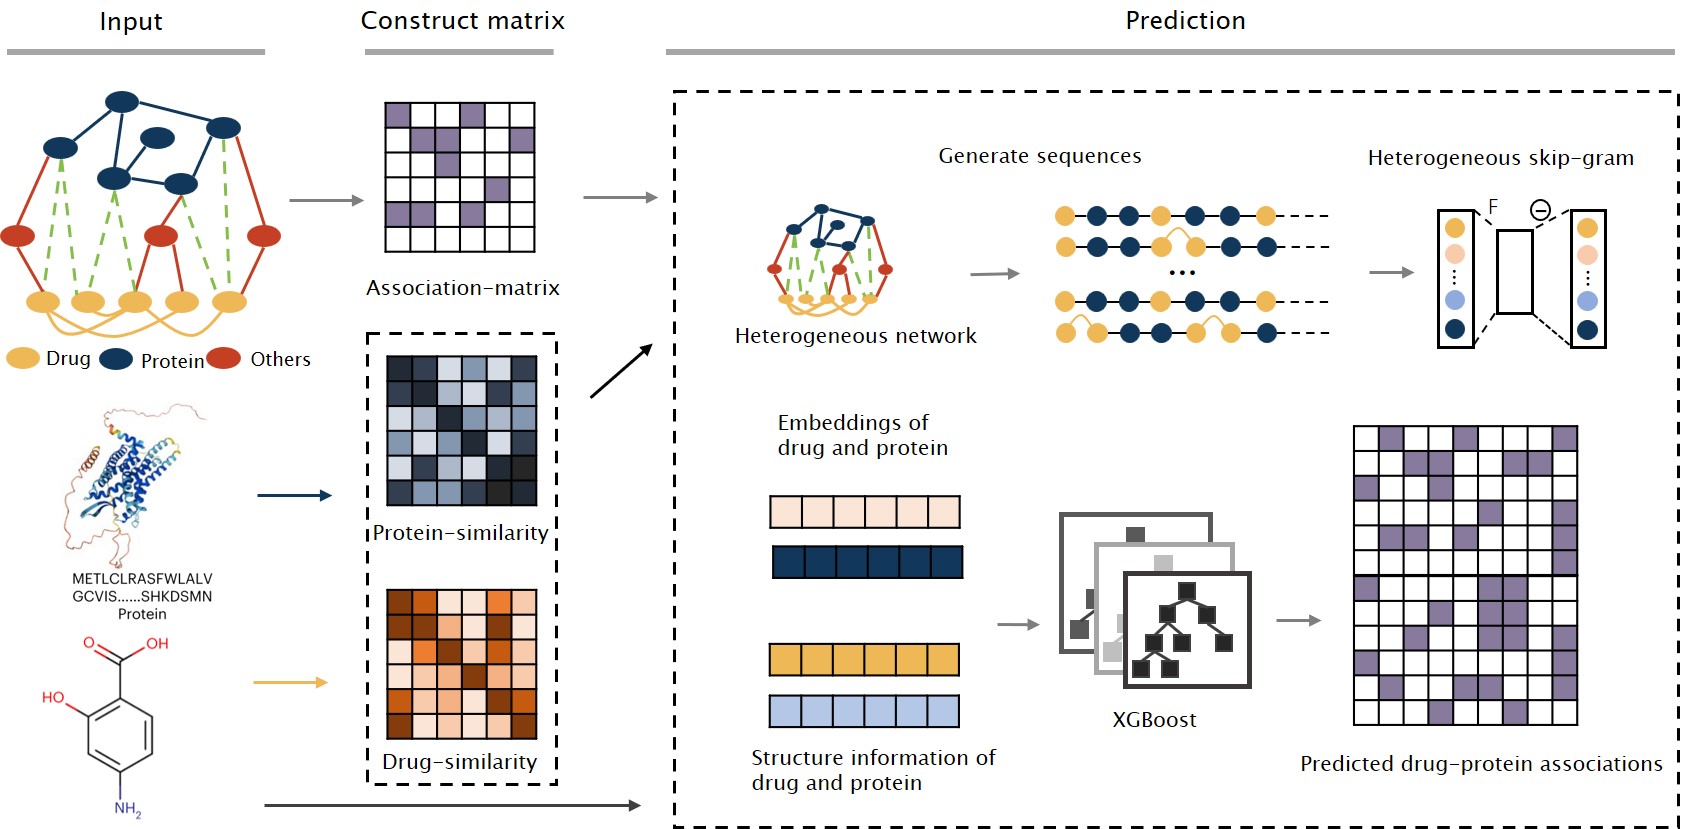 Input
Construct matrix
Prediction
Association-matrix
Drug
Protein
Others
Protein-similarity
METLCLRASFWLALV
GCVIS......SHKDSMN
Protein
O
OH
HO
NH2
Drug-similarity
Generate sequences
Heterogeneous skip-gram
F
...
Heterogeneous network
Embeddings of
drug and protein
Structure information of
drug and protein
XGBoost
Predicted drug-protein associations